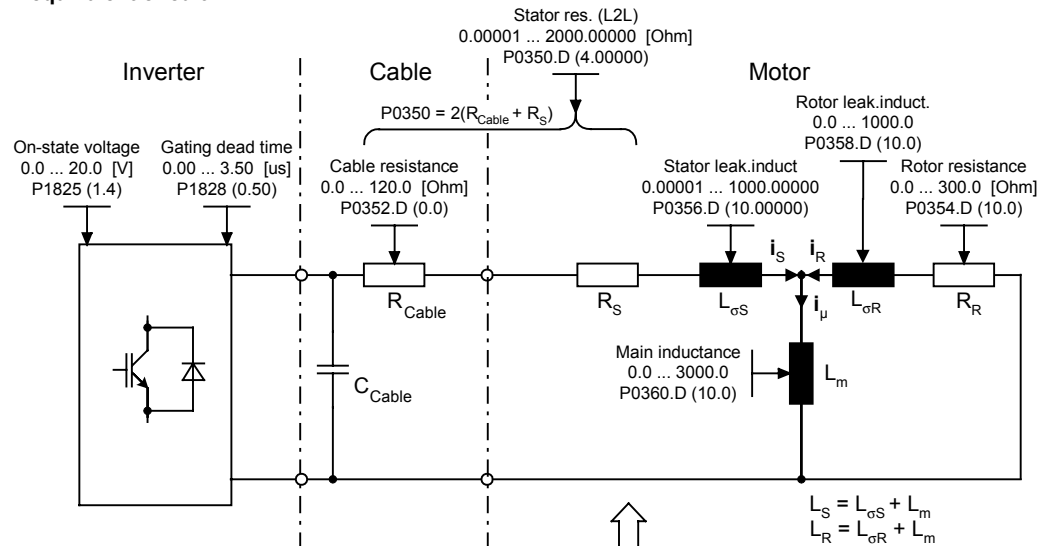 Stator res. (L2L)
0.00001 ... 2000.00000 [Ohm]
P0350.D (4.00000)
Inverter
Cable
Motor
P0350 = 2(R_Cable + R_S)
Rotor leak.induct.
0.0 ... 1000.0
P0358.D (10.0)
On-state voltage
0.0 ... 20.0 [V]
P1825 (1.4)
Gating dead time
0.00 ... 3.50 [us]
P1828 (0.50)
Cable resistance
0.0 ... 120.0 [Ohm]
P0352.D (0.0)
Stator leak.induct
0.00001 ... 1000.00000
P0356.D (10.00000)
Rotor resistance
0.0 ... 300.0 [Ohm]
P0354.D (10.0)
i_S
i_R
R_Cable
R_S
L_σS
i_μ
L_σR
R_R
Main inductance
0.0 ... 3000.0
P0360.D (10.0)
L_m
C_Cable
L_S = L_σS + L_m
L_R = L_σR + L_m